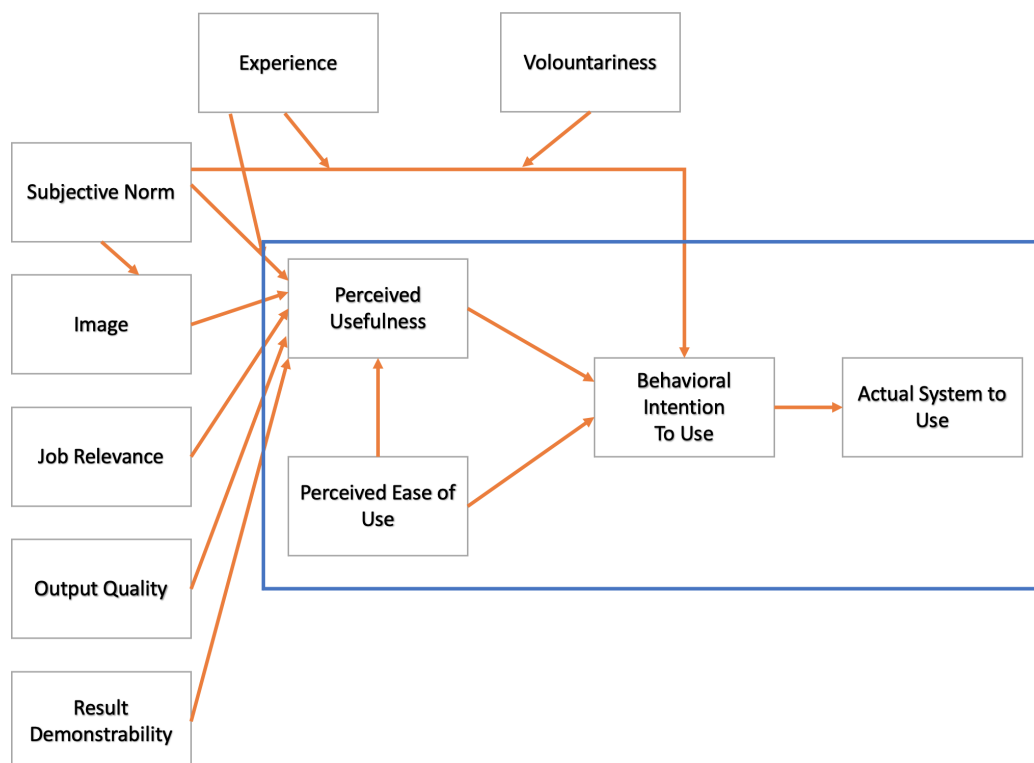 Experience
Volountariness
Subjective Norm
Image
Perceived
Usefulness
Behavioral
Intention
To Use
Actual System to
Use
Job Relevance
Perceived Ease of
Use
Output Quality
Result
Demonstrability